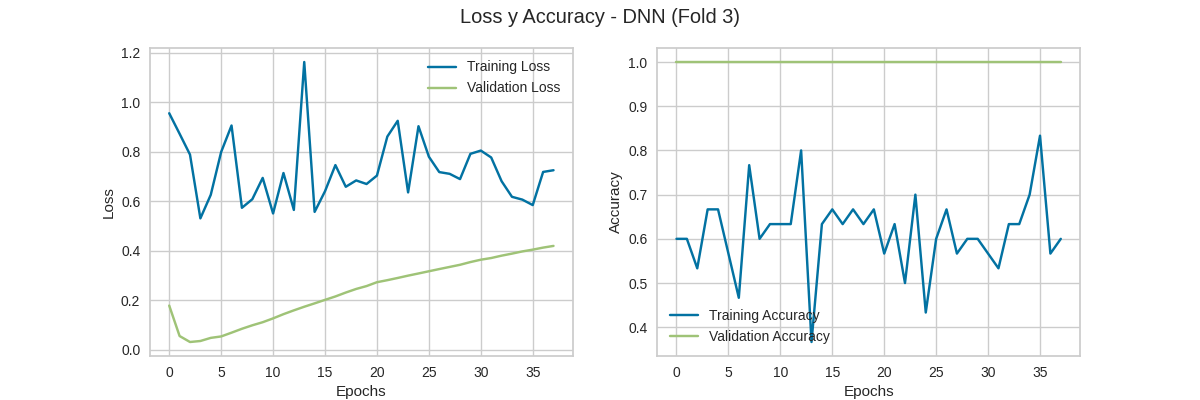 Loss y Accuracy - DNN (Fold 3)
1.2
1.0
0.8
0.6
0.4
0.2
0.0
Loss
0 5 10 15 20 25 30 35
Epochs
Training Loss
Validation Loss
1.0
0.9
0.8
0.7
0.6
0.5
0.4
Accuracy
0 5 10 15 20 25 30 35
Epochs
Training Accuracy
Validation Accuracy